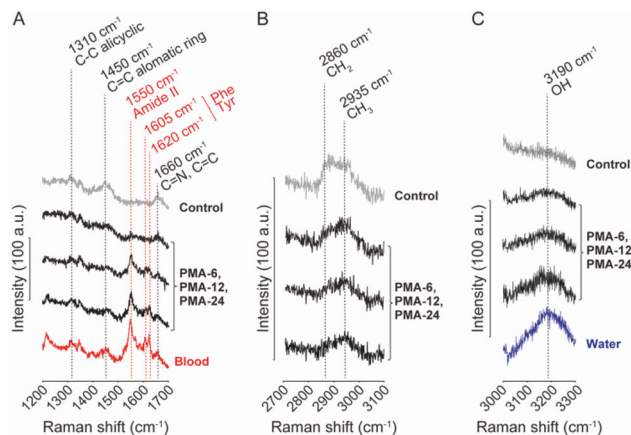 A
1310 cm⁻¹
C-C alicyclic
1450 cm⁻¹
C=C alomatic ring
1550 cm⁻¹
Amide II
1605 cm⁻¹
1620 cm⁻¹
Phe
Tyr
1660 cm⁻¹
C=N, C=C
Control
PMA-6,
PMA-12,
PMA-24
Blood
Intensity (100 a.u.)
1200 1300 1400 1500 1600 1700
Raman shift (cm⁻¹)
B
2860 cm⁻¹
CH₂
2935 cm⁻¹
CH₃
Control
PMA-6,
PMA-12,
PMA-24
Intensity (100 a.u.)
2700 2800 2900 3000 3100
Raman shift (cm⁻¹)
C
3190 cm⁻¹
OH
Control
PMA-6,
PMA-12,
PMA-24
Water
Intensity (100 a.u.)
3000 3100 3200 3300
Raman shift (cm⁻¹)